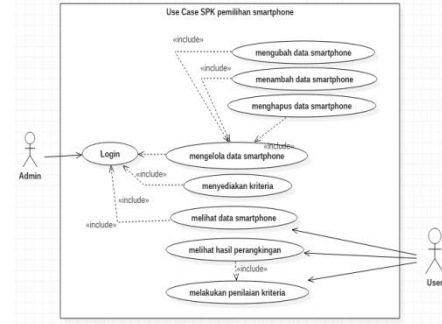 Use Case SPK pemilihan smartphone
«include»
mengubah data smartphone
«include»
menambah data smartphone
menghapus data smartphone
«include»
Login
mengelola data smartphone
Admin
«include»
menyediakan kriteria
melihat data smartphone
«include»
melihat hasil perangkingan
«include»
User
melakukan penilaian kriteria